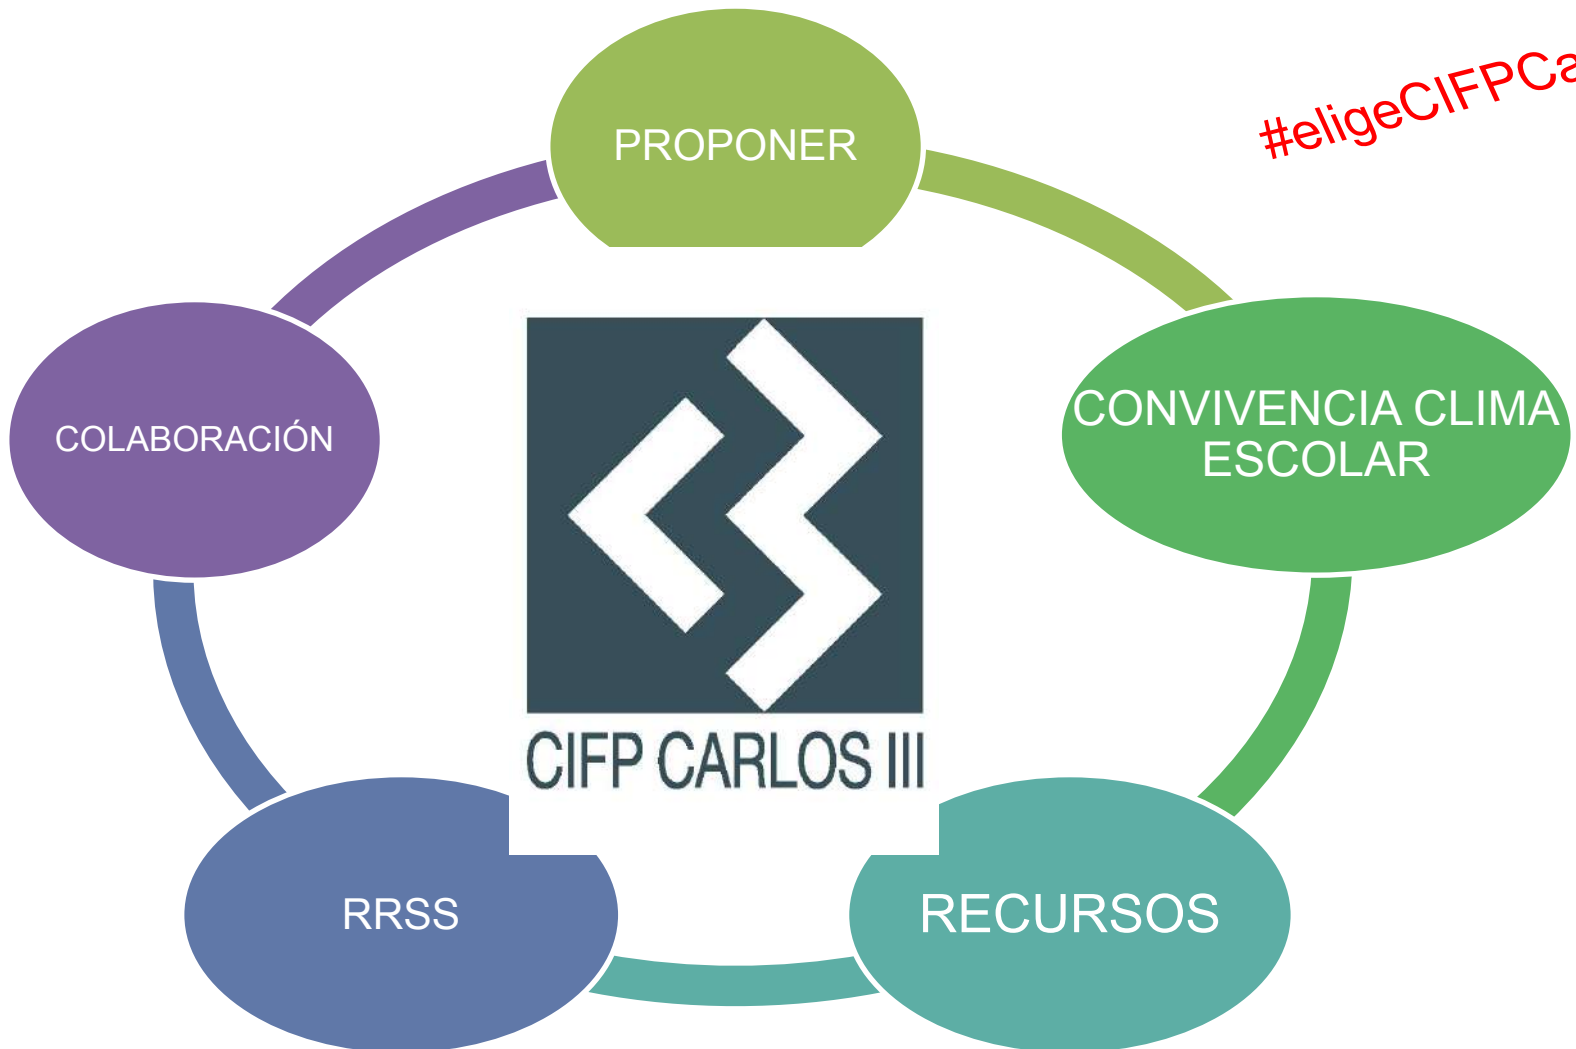 PROPONER
#eligeCIFPCa
CONVIVENCIA CLIMA
ESCOLAR
COLABORACIÓN
CIFP CARLOS III
RRSS
RECURSOS